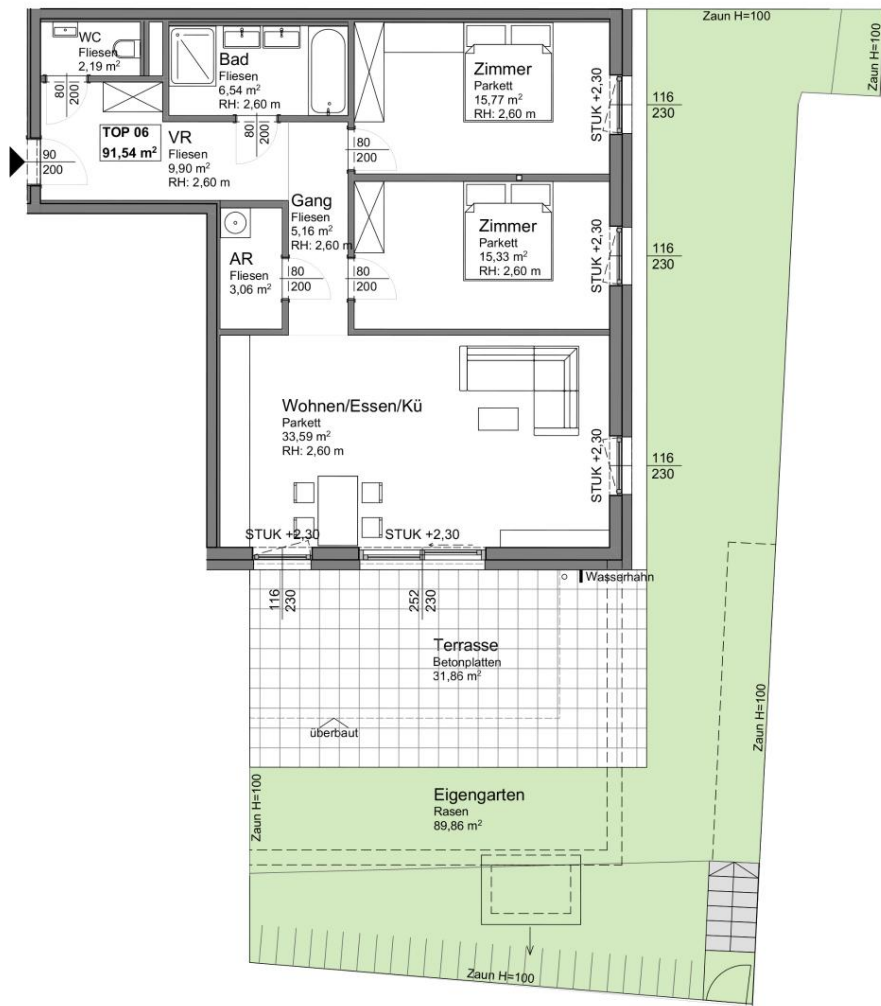 Zaun H=100
Zaun H=100
WC
Fliesen
2,19 m²
80
200
Bad
Fliesen
6,54 m²
RH: 2,60 m
80
200
Zimmer
Parkett
15,77 m²
RH: 2,60 m
STUK +2,30
116
230
TOP 06
91,54 m²
VR
Fliesen
9,90 m²
RH: 2,60 m
90
200
80
200
Gang
Fliesen
5,16 m²
RH: 2,60 m
Zimmer
Parkett
15,33 m²
RH: 2,60 m
STUK +2,30
116
230
AR
Fliesen
3,06 m²
80
200
80
200
Wohnen/Essen/Kü
Parkett
33,59 m²
RH: 2,60 m
STUK +2,30
116
230
STUK +2,30
STUK +2,30
116
230
252
230
Wasserhahn
Terrasse
Betonplatten
31,86 m²
überbaut
Zaun H=100
Zaun H=100
Eigengarten
Rasen
89,86 m²
Zaun H=100